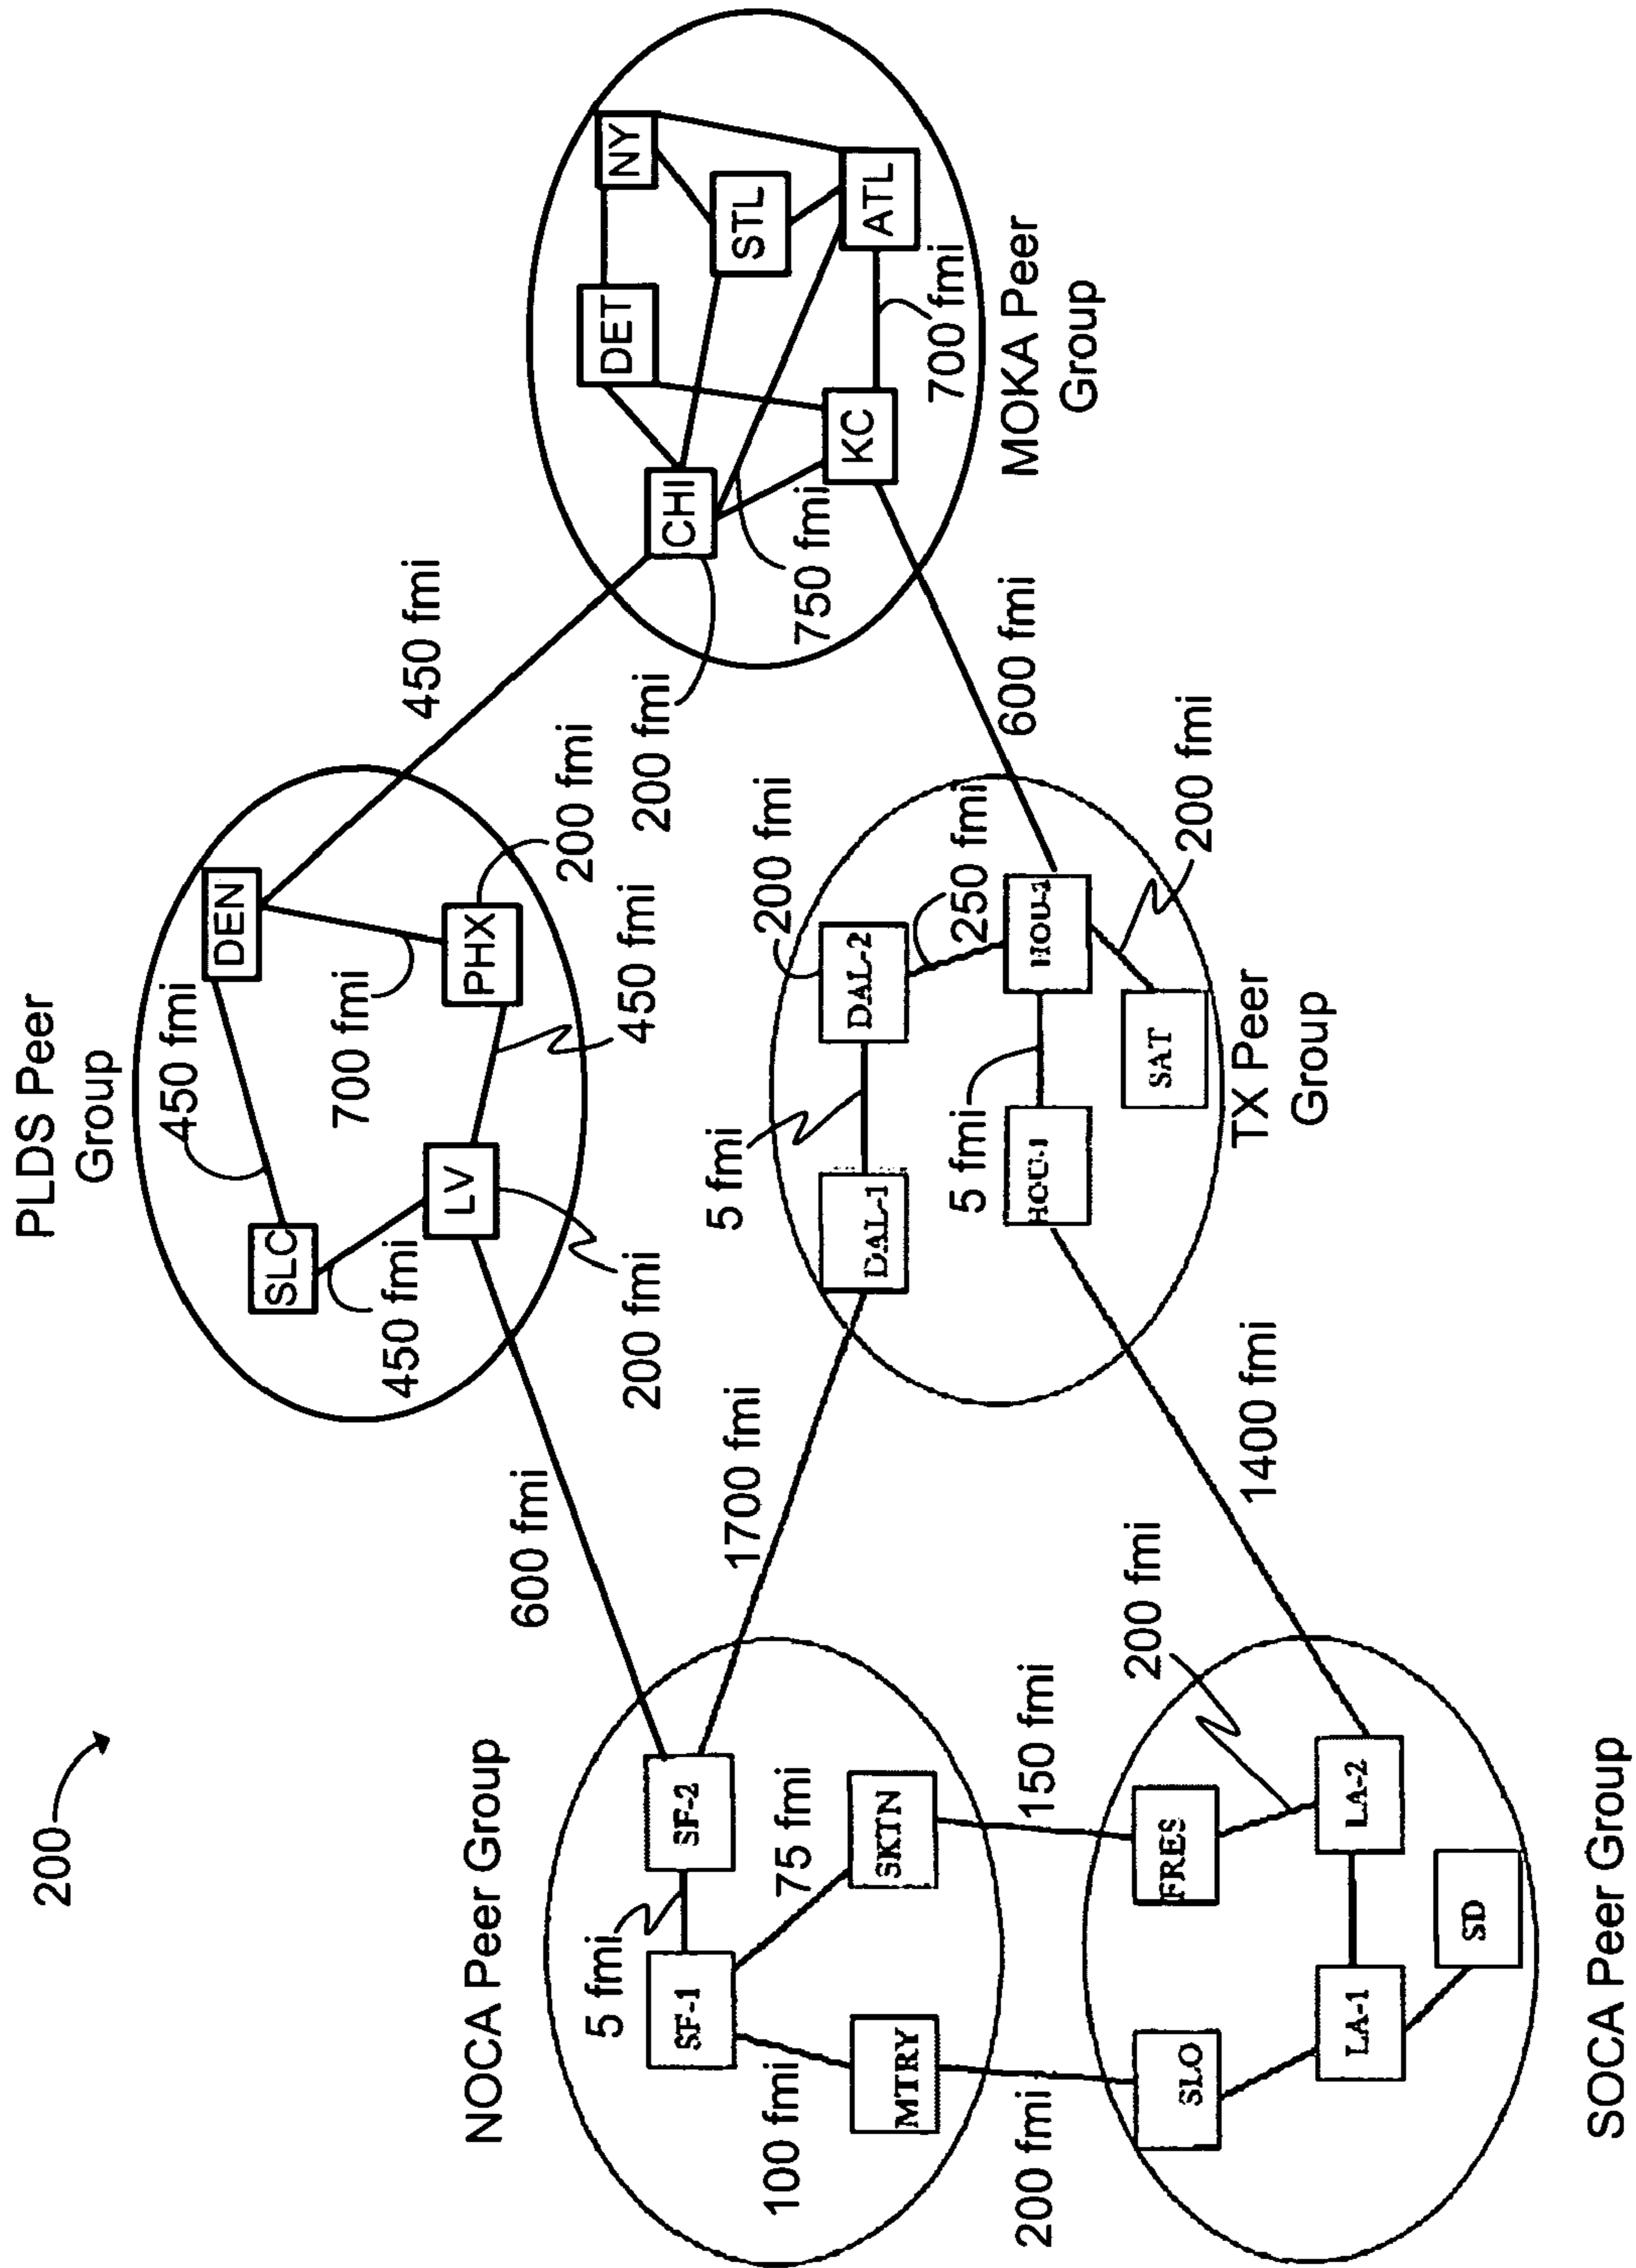 200
PLDS Peer
Group
450 fmi
DEN
SLC
700 fmi
450 fmi
LV
PHX
200 fmi
450 fmi
200 fmi
450 fmi
600 fmi
NOCA Peer Group
5 fmi
SF-1
SF-2
75 fmi
100 fmi
MTRY
SKTN
1700 fmi
5 fmi
200 fmi
DAL-1
DAL-2
250 fmi
5 fmi
HOU-1
HOU-2
SAT
200 fmi
TX Peer
Group
DET
NY
CHI
STL
200 fmi
750 fmi
KC
ATL
700 fmi
MOKA Peer
Group
600 fmi
200 fmi
150 fmi
200 fmi
1400 fmi
SLO
FRES
LA-1
LA-2
SD
SOCA Peer Group